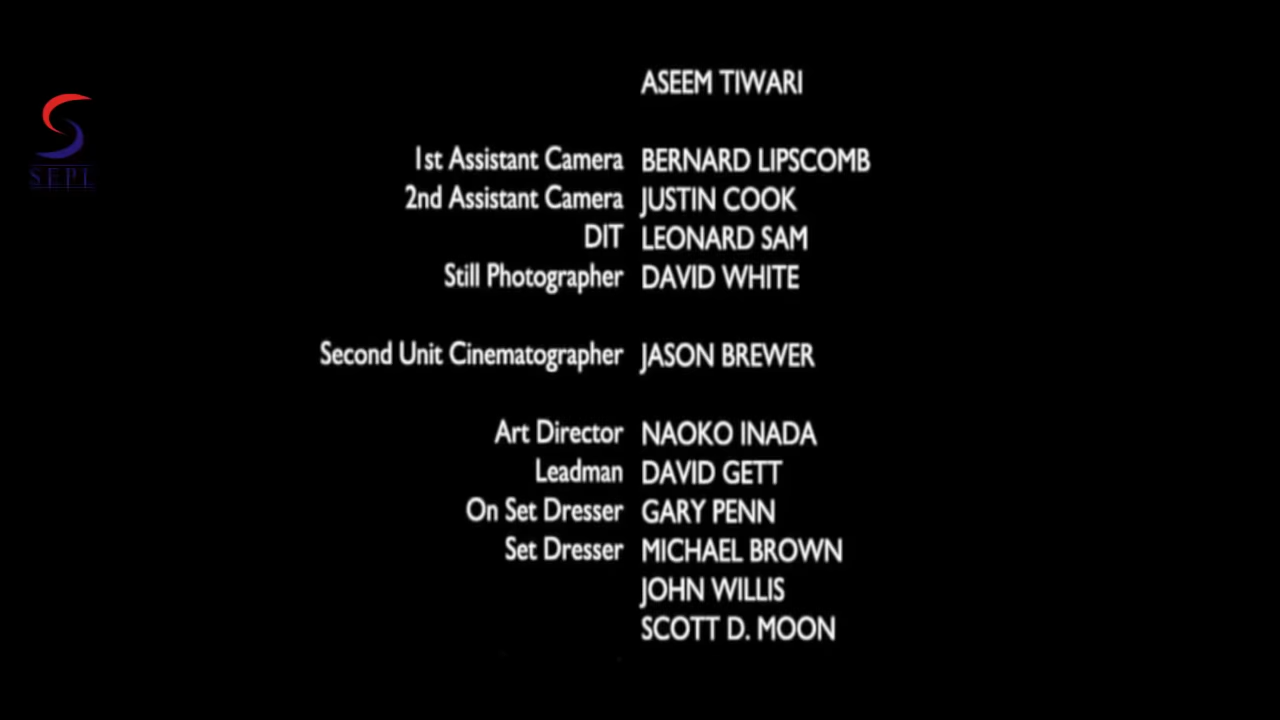 ASEEM TIWARI
SEPL
1st Assistant Camera BERNARD LIPSCOMB
2nd Assistant Camera JUSTIN COOK
DIT LEONARD SAM
Still Photographer DAVID WHITE
Second Unit Cinematographer JASON BREWER
Art Director NAOKO INADA
Leadman DAVID GETT
On Set Dresser GARY PENN
Set Dresser MICHAEL BROWN
JOHN WILLIS
SCOTT D. MOON